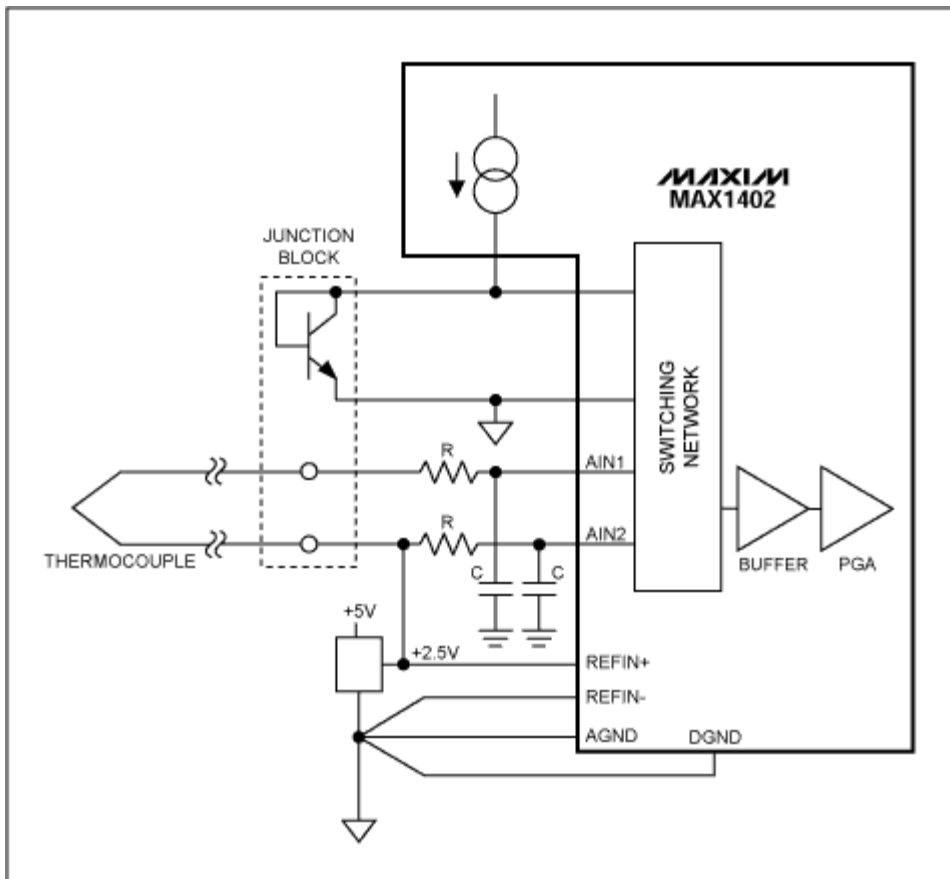 MAXIM
MAX1402
JUNCTION
BLOCK
SWITCHING
NETWORK
R
AIN1
R
AIN2
THERMOCOUPLE
C
C
BUFFER
PGA
+5V
+2.5V
REFIN+
REFIN-
AGND
DGND